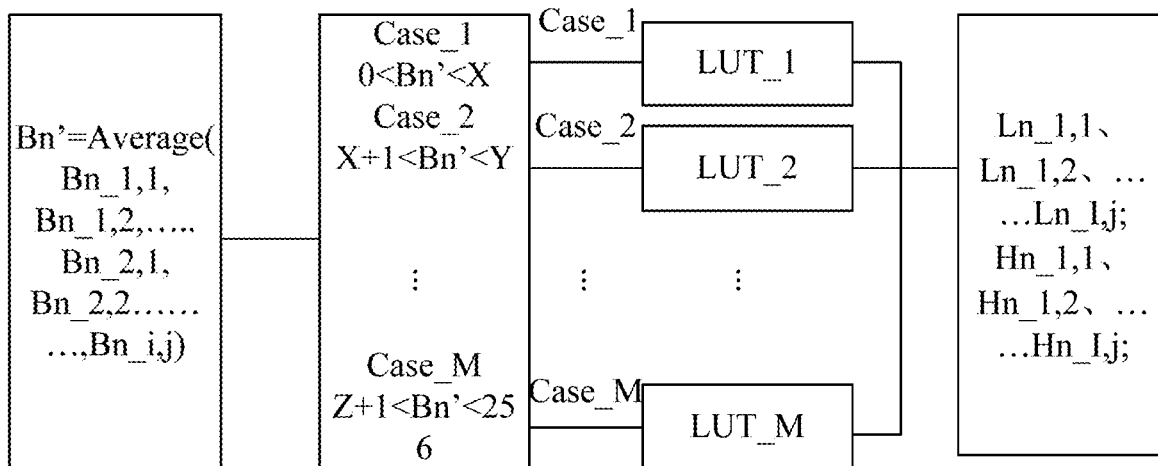 Bn’=Average(
Bn_1,1,
Bn_1,2,…..
Bn_2,1,
Bn_2,2……
…,Bn_i,j)
Case_1
0<Bn’<X
Case_2
X+1<Bn’<Y
⋮
Case_M
Z+1<Bn’<25
6
Case_1
Case_2
⋮
Case_M
LUT_1
LUT_2
⋮
LUT_M
Ln_1,1、
Ln_1,2、…
…Ln_I,j;
Hn_1,1、
Hn_1,2、…
…Hn_I,j;